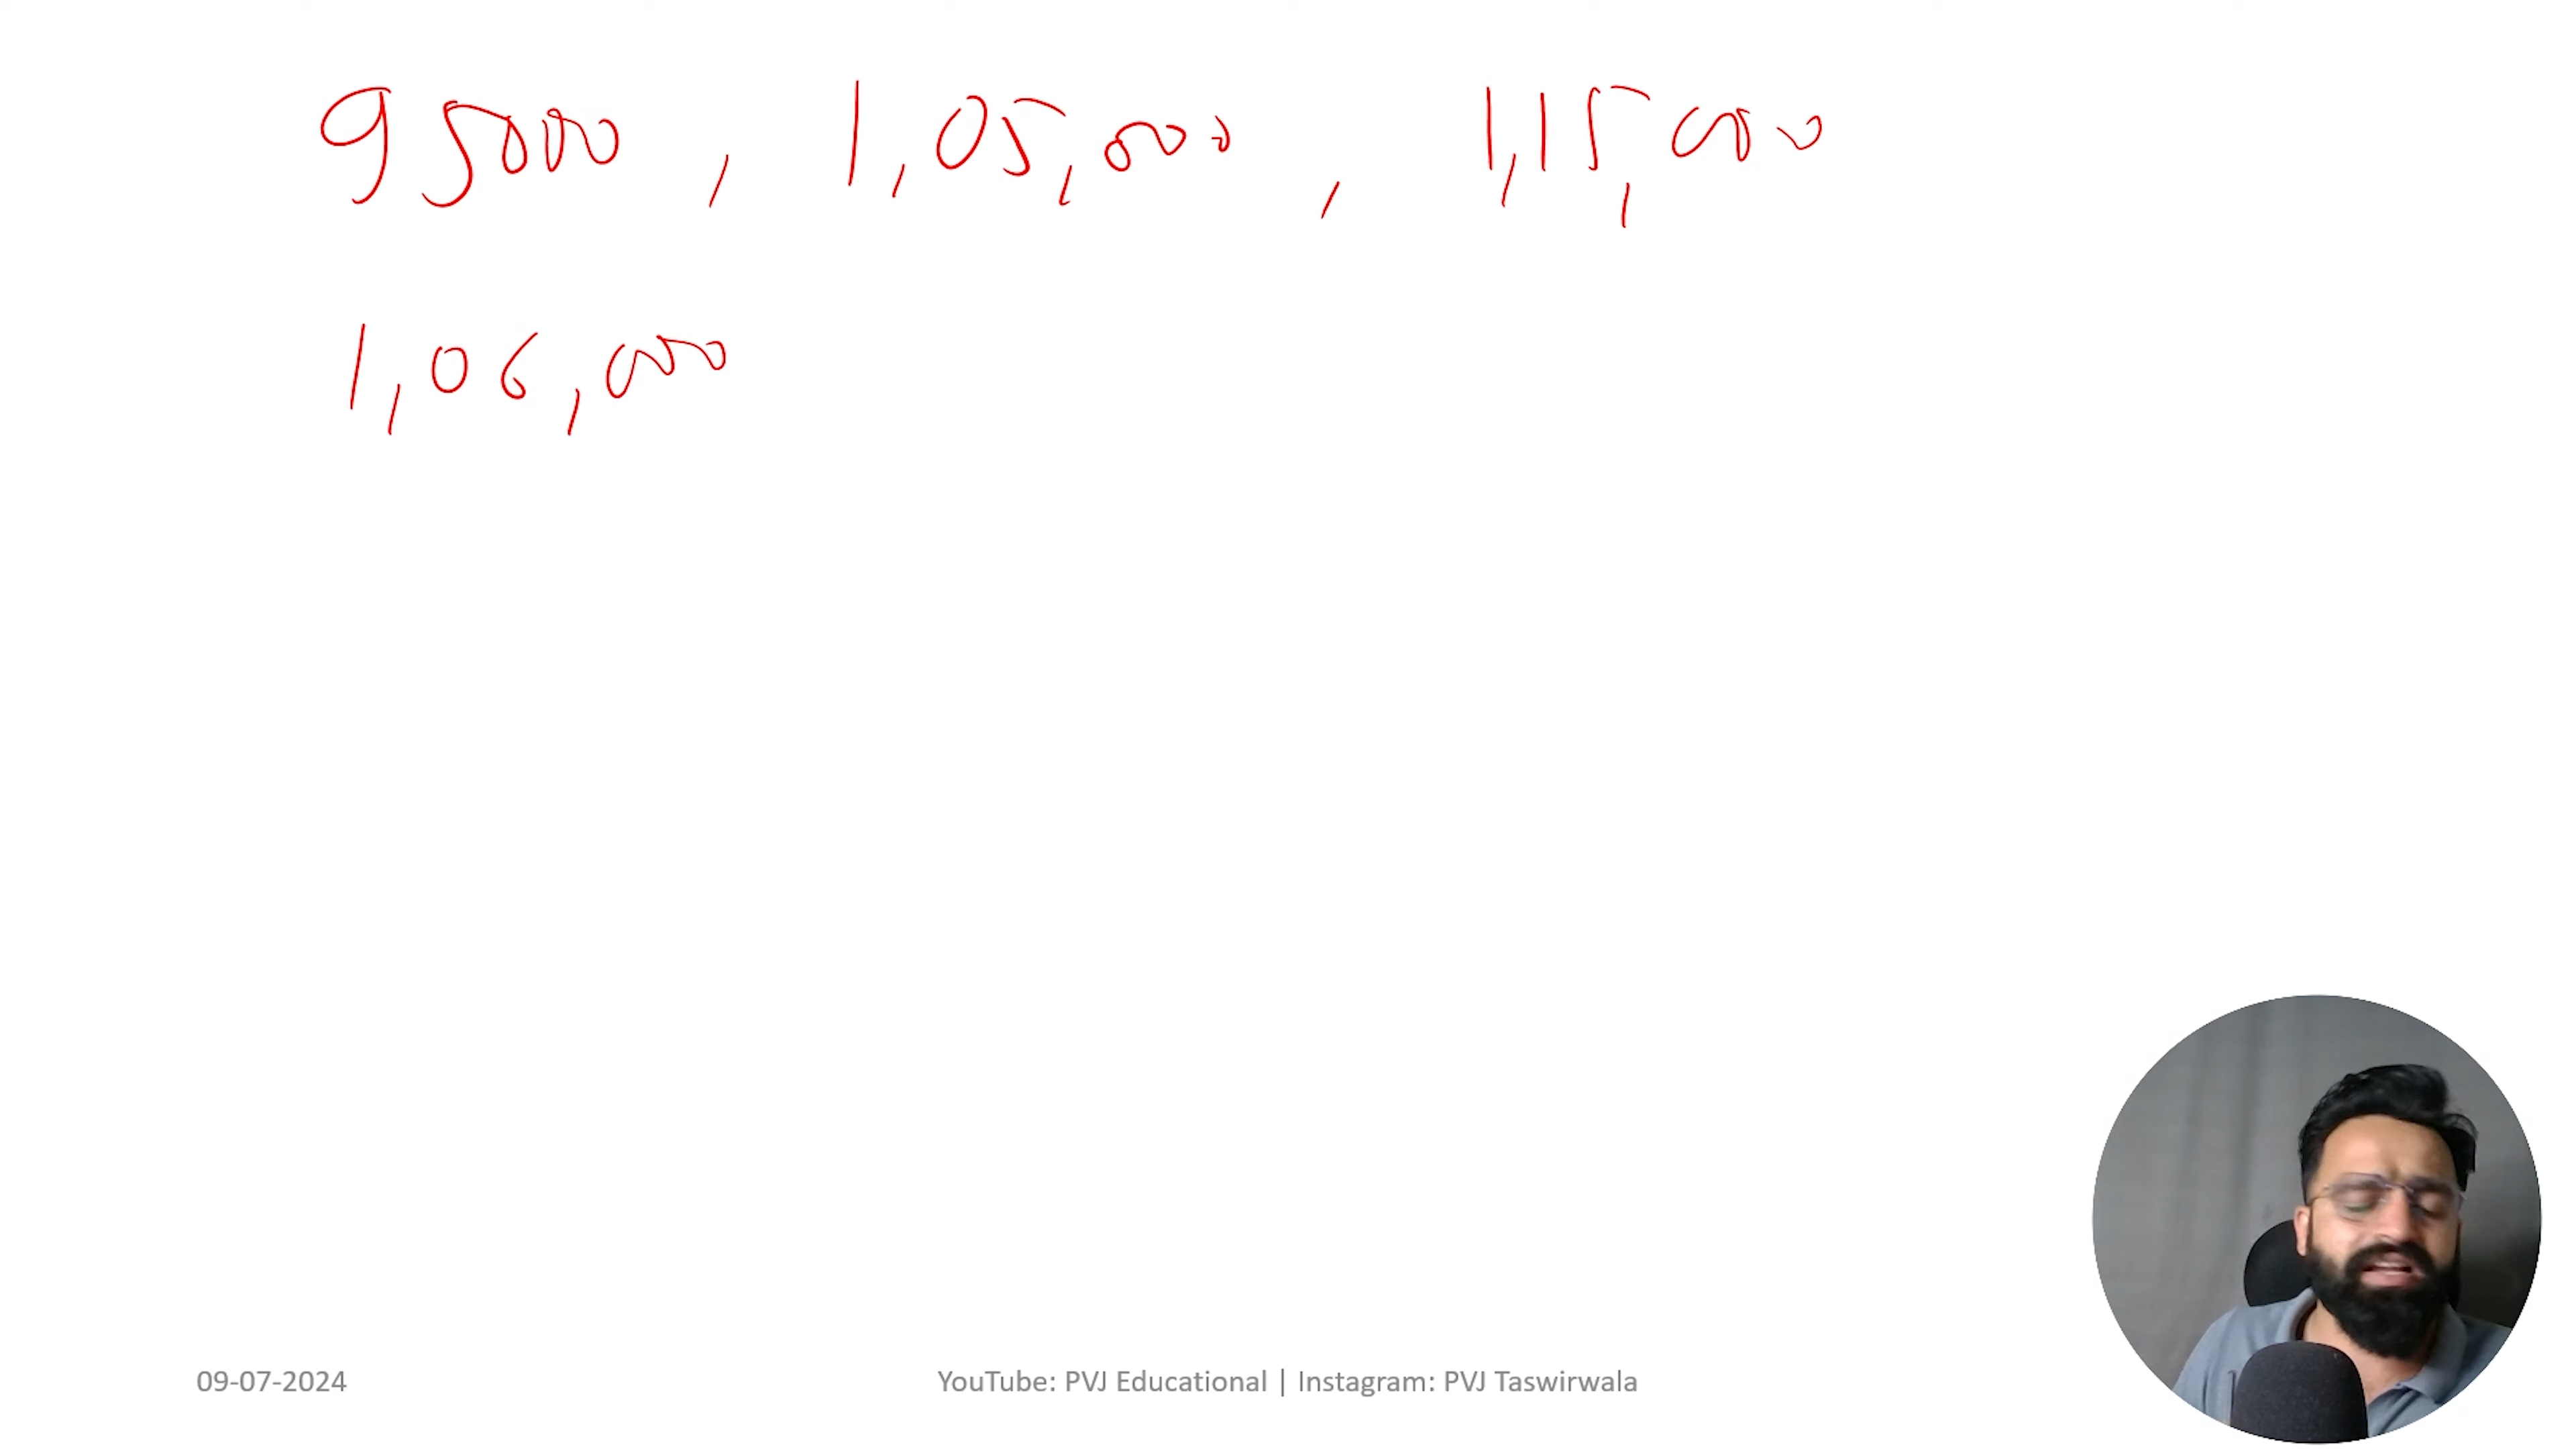 95000 , 1,05,000 , 1,15,000
1,06,000
09-07-2024 YouTube: PVJ Educational | Instagram: PVJ Taswirwala